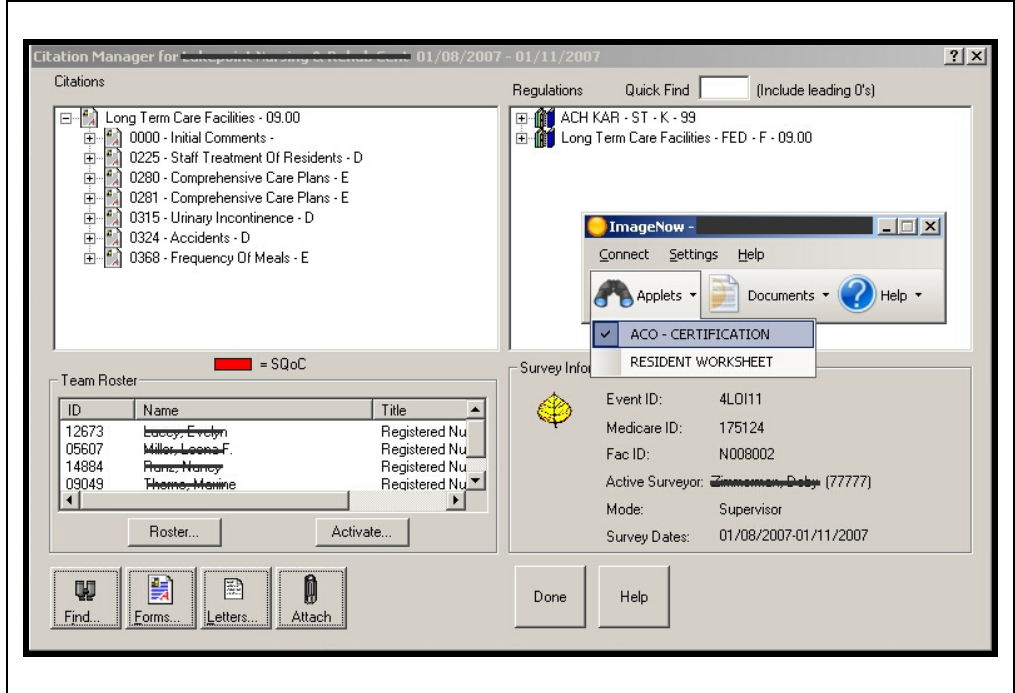 Citation Manager for 01/08/2007 - 01/11/2007
Citations
Long Term Care Facilities - 09.00
0000 - Initial Comments -
0225 - Staff Treatment Of Residents - D
0280 - Comprehensive Care Plans - E
0281 - Comprehensive Care Plans - E
0315 - Urinary Incontinence - D
0324 - Accidents - D
0368 - Frequency Of Meals - E
Regulations Quick Find (Include leading 0's)
ACH KAR - ST - K - 99
Long Term Care Facilities - FED - F - 09.00
ImageNow -
Connect Settings Help
Applets Documents Help
ACO - CERTIFICATION
RESIDENT WORKSHEET
= SQoC
Team Roster
ID Name Title
12673 Registered Nu
05607 F. Registered Nu
14884 Registered Nu
09049 Registered Nu
Roster... Activate...
Survey Infor
Event ID: 4LOI11
Medicare ID: 175124
Fac ID: N008002
Active Surveyor: (77777)
Mode: Supervisor
Survey Dates: 01/08/2007-01/11/2007
Find... Forms... Letters... Attach
Done Help